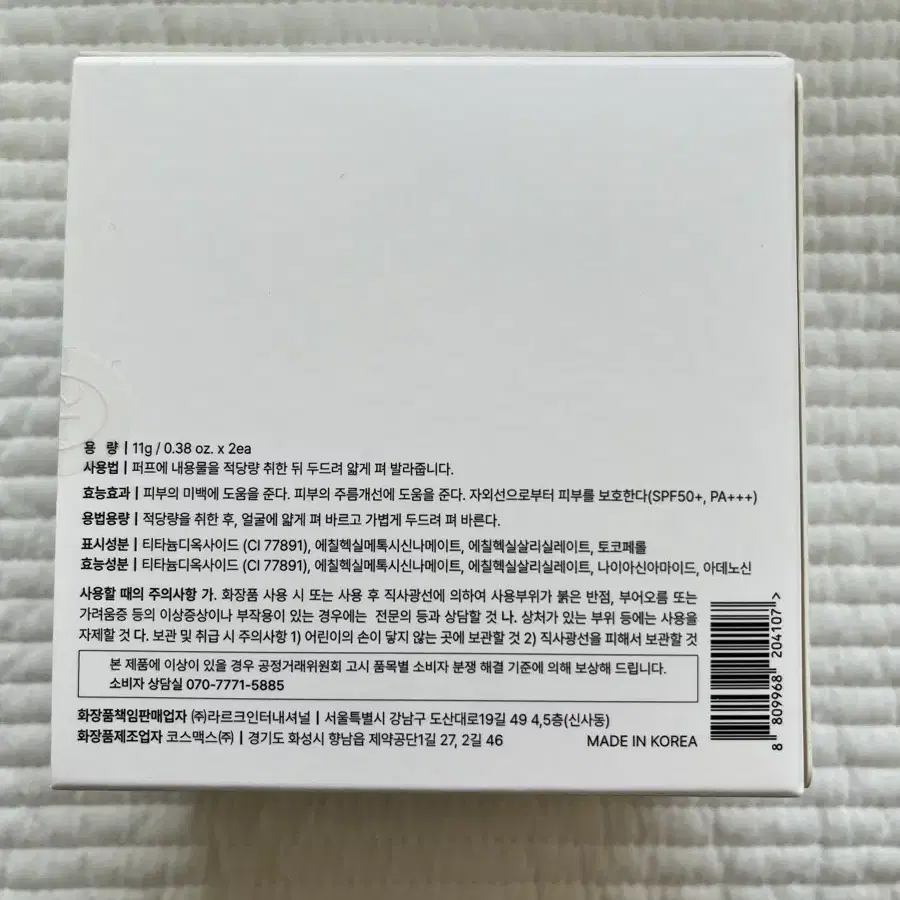 용 량 | 11g / 0.38 oz. x 2ea
사용법 | 퍼프에 내용물을 적당량 취한 뒤 두드려 얇게 펴 발라줍니다.
효능효과 | 피부의 미백에 도움을 준다. 피부의 주름개선에 도움을 준다. 자외선으로부터 피부를 보호한다(SPF50+, PA+++)
용법용량 | 적당량을 취한 후, 얼굴에 얇게 펴 바르고 가볍게 두드려 펴 바른다.
표시성분 | 티타늄디옥사이드 (CI 77891), 에칠헥실메톡시신나메이트, 에칠헥실살리실레이트, 토코페롤
효능성분 | 티타늄디옥사이드 (CI 77891), 에칠헥실메톡시신나메이트, 에칠헥실살리실레이트, 나이아신아마이드, 아데노신
사용할 때의 주의사항 가. 화장품 사용 시 또는 사용 후 직사광선에 의하여 사용부위가 붉은 반점, 부어오름 또는
가려움증 등의 이상증상이나 부작용이 있는 경우에는 전문의 등과 상담할 것 나. 상처가 있는 부위 등에는 사용을
자제할 것 다. 보관 및 취급 시 주의사항 1) 어린이의 손이 닿지 않는 곳에 보관할 것 2) 직사광선을 피해서 보관할 것
본 제품에 이상이 있을 경우 공정거래위원회 고시 품목별 소비자 분쟁 해결 기준에 의해 보상해 드립니다.
소비자 상담실 070-7771-5885
화장품책임판매업자 (주)라르크인터내셔널 | 서울특별시 강남구 도산대로19길 49 4,5층(신사동)
화장품제조업자 코스맥스(주) | 경기도 화성시 향남읍 제약공단1길 27, 2길 46
MADE IN KOREA
8 809968 204107 >